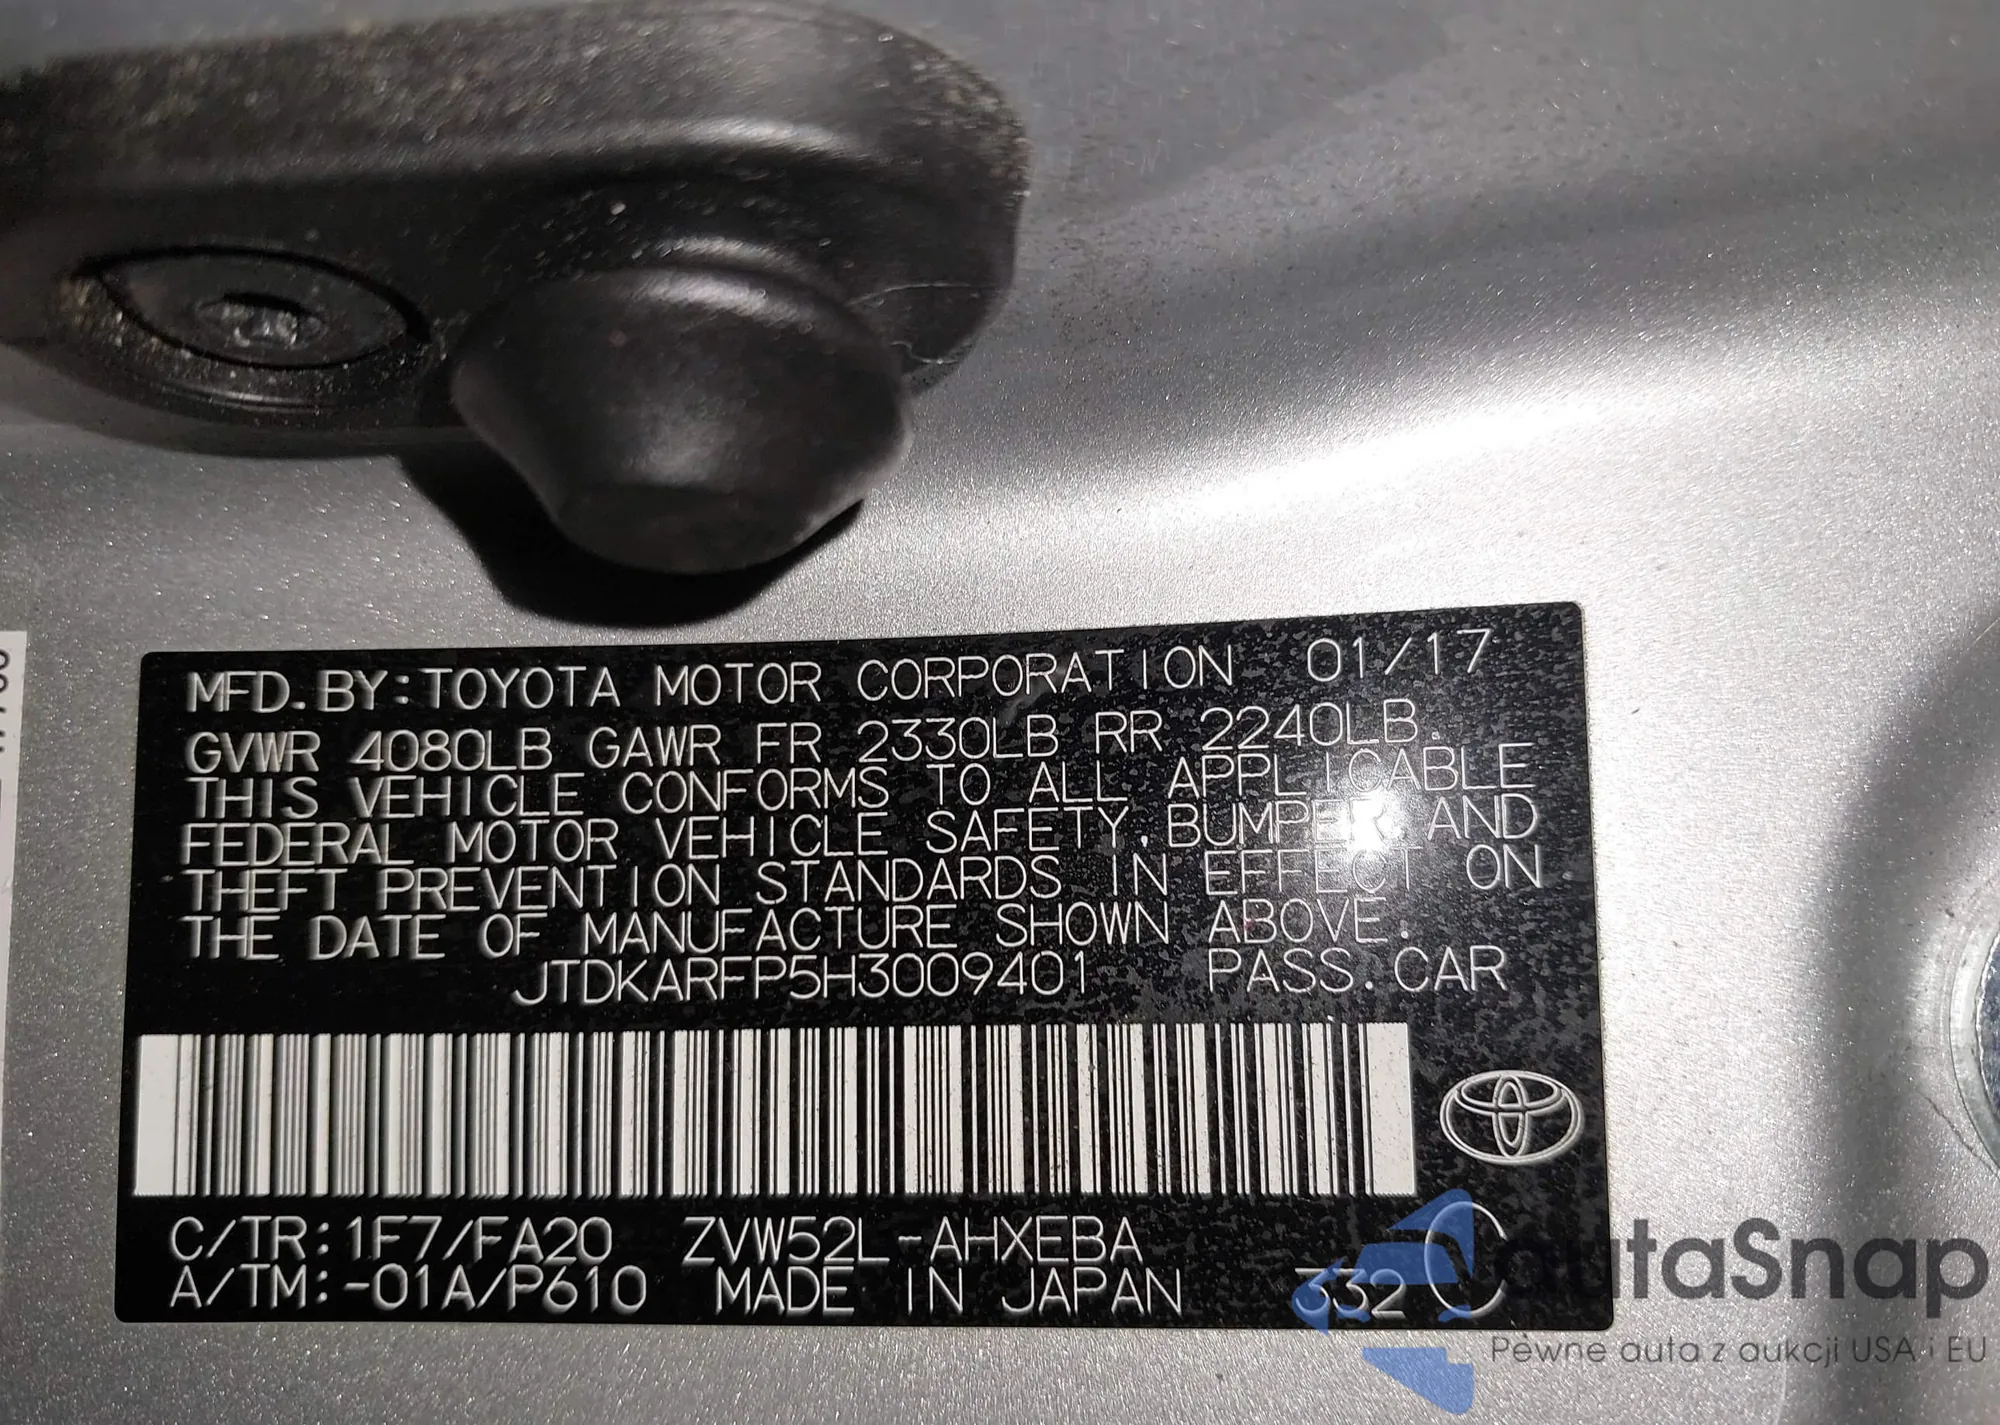 MFD. BY: TOYOTA MOTOR CORPORATION 01/17
GVWR 4080LB GAWR FR 2330LB RR 2240LB.
THIS VEHICLE CONFORMS TO ALL APPLICABLE
FEDERAL MOTOR VEHICLE SAFETY, BUMPER, AND
THEFT PREVENTION STANDARDS IN EFFECT ON
THE DATE OF MANUFACTURE SHOWN ABOVE.
JTDKARFP5H3009401 PASS. CAR
C/TR: 1F7/FA20 ZVW52L-AHXEBA
A/TM: -01A/P610 MADE IN JAPAN 332
autaSnap
Pewne auta z aukcji USA i EU